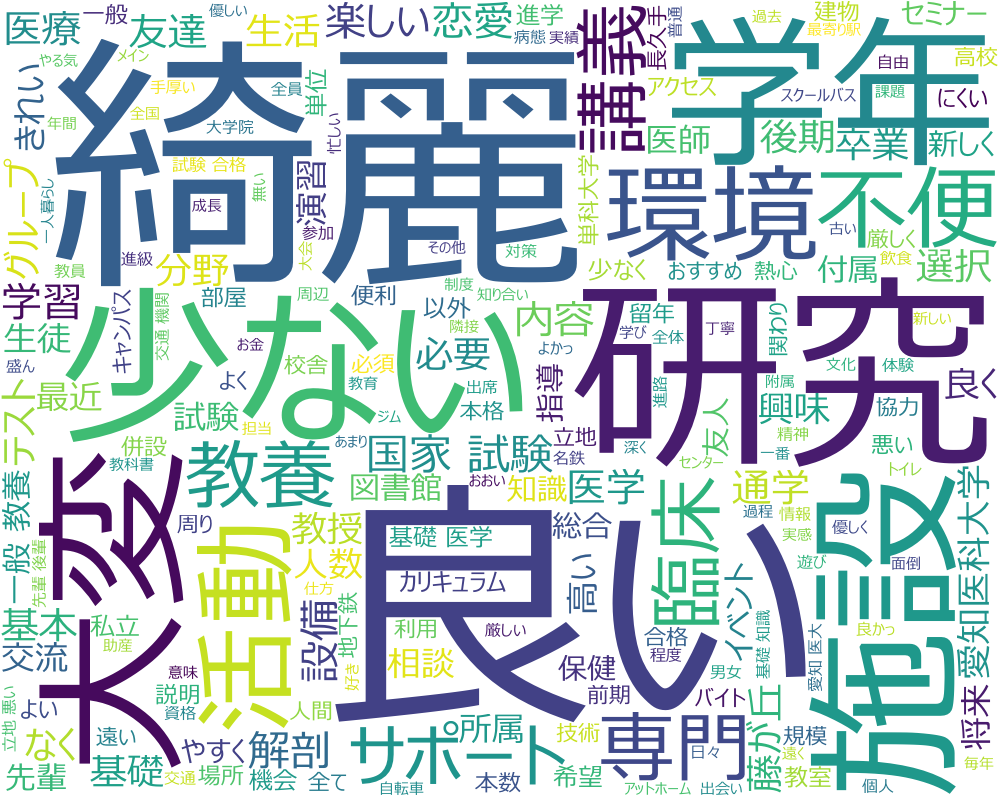 医療
一般
優しい
友達
生活
楽しい
恋愛
進学
病態
実績
講義
長久手
普通
学年
過去
建物
最寄り駅
セミナー
アクセス
自由
高校
スクールバス
課題
にくい
医師
後期
卒業
新しく
きれい
やる気
メイン
手厚い
全員
単位
年間
全国
大学院
忙しい
綺麗
試験 合格
無い
演習
成長
参加
一人暮らし
グループ
教員
進級
分野
大会
その他
対策
環境
単科大学
不便
古い
厳しく
飲食
少なく
おすすめ
熱心
付属
選択
学習
部屋
周辺
便利
制度
知り合い
以外
内容
留年
新しい
生徒
キャンパス
交通 機関
少ない
お金
隣接
必要
よかっ
学び
全体
丁寧
関わり
研究
文化
体験
盛ん
校舎
よく
必須
教育
出席
進路
附属
良く
テスト
最近
試験
担当
ジム
本格
指導
友人
興味
協力
併設
教科書
教養
あまり
国家 試験
立地
名鉄
深く
精神
一番
悪い
センター
トイレ
大変
一般 教養
周り
図書館
おおい
知識
医学
通学
情報
過程
実感
優しく
施設
愛知医科大学
先輩 後輩
活動
教授
人数
仕方
良い
基礎 医学
総合
臨床
遊び
面倒
カリキュラム
高い
イベント
基本
私立
助産
設備
地下鉄
利用
厳しい
合格
程度
男女
基礎 知識
愛知 医大
良かっ
交流
意味
好き
相談
保健
前期
バイト
藤が丘
将来
立地 悪い
よい
説明
資格
人間
なく
遠い
やすく
解剖
サポート
所属
技術
専門
日々
規模
遠く
毎年
先輩
基礎
交通
場所
機会
全て
自転車
本数
希望
アットホーム
出会い
教室
個人